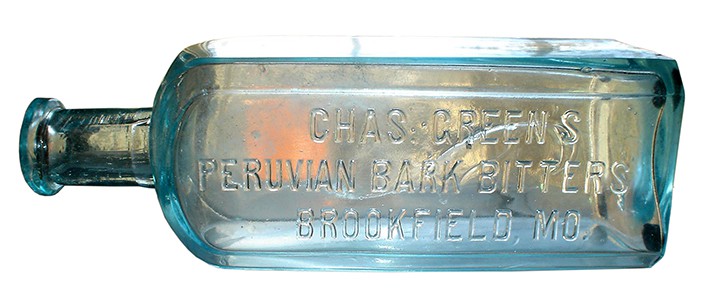 CHAS. GREEN'S
PERUVIAN BARK BITTERS
BROOKFIELD, MO.